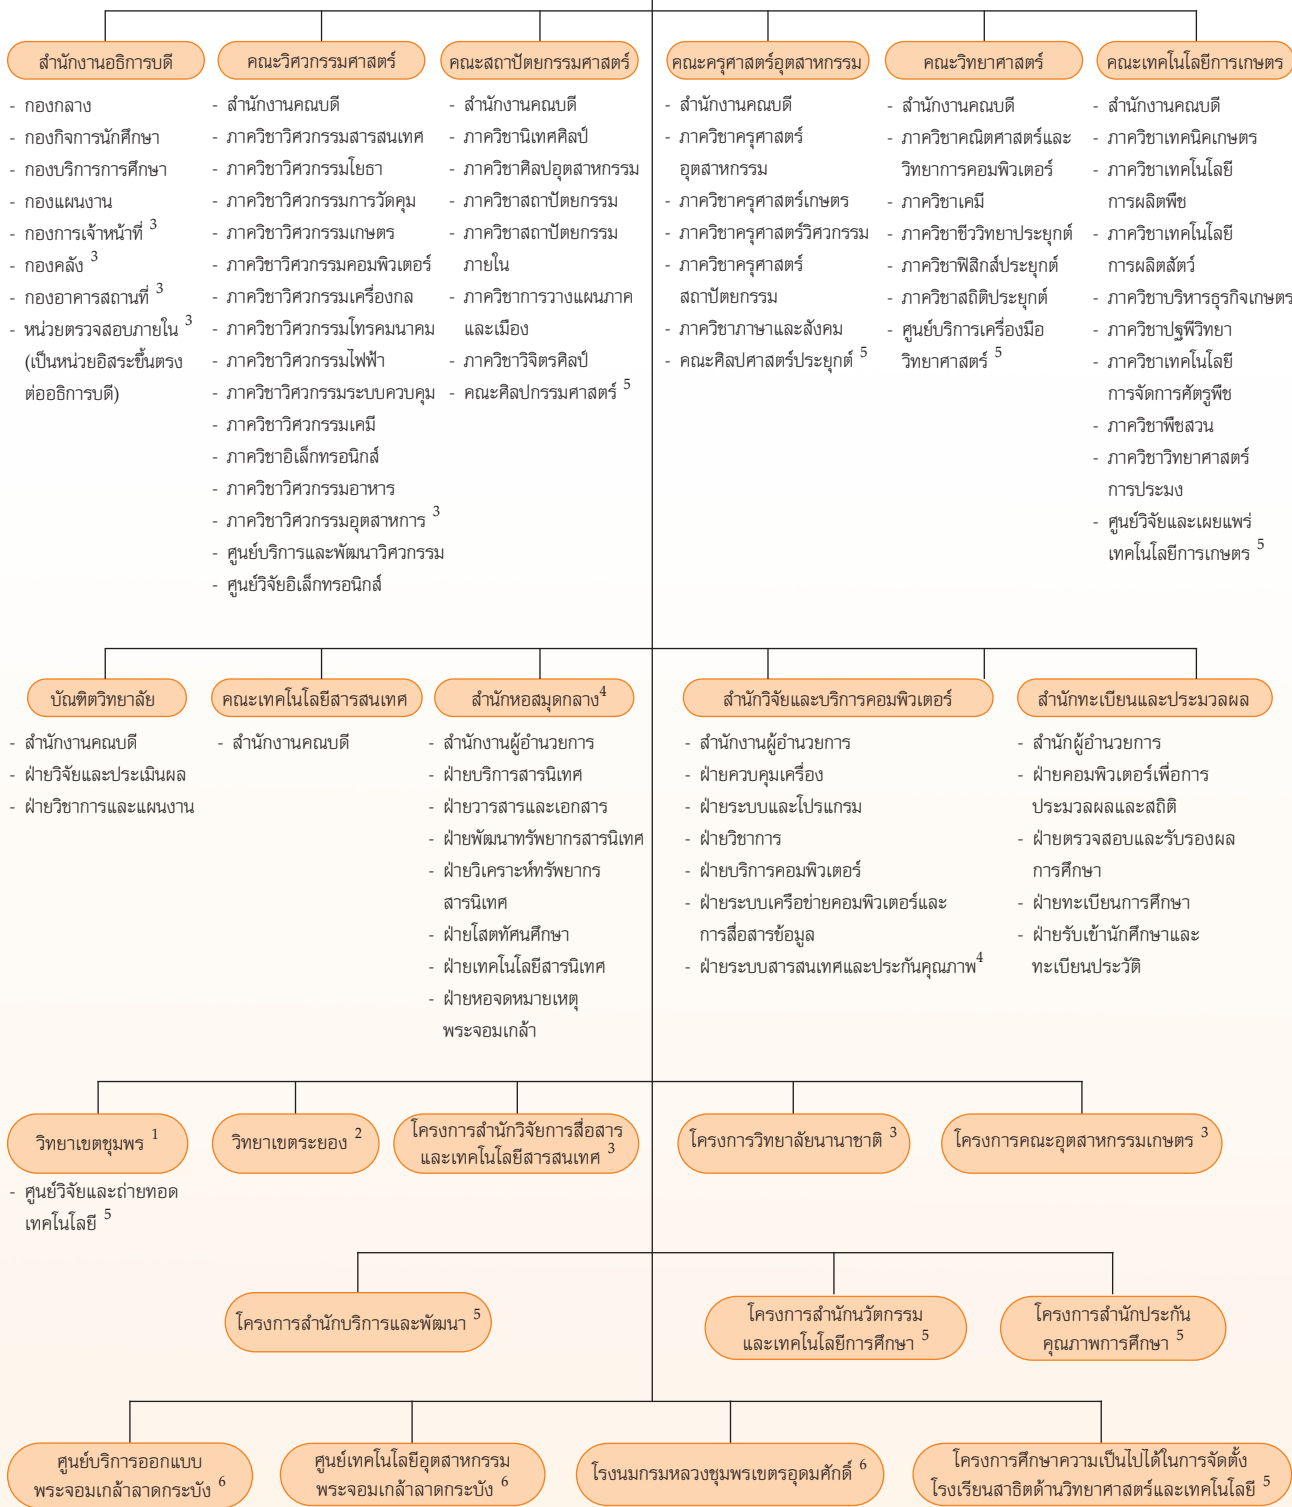 สำนักงานอธิการบดี
- กองกลาง
- กองกิจการนักศึกษา
- กองบริการการศึกษา
- กองแผนงาน
- กองการเจ้าหน้าที่ 3
- กองคลัง 3
- กองอาคารสถานที่ 3
- หน่วยตรวจสอบภายใน 3
(เป็นหน่วยอิสระขึ้นตรง
ต่ออธิการบดี)
คณะวิศวกรรมศาสตร์
- สำนักงานคณบดี
- ภาควิชาวิศวกรรมสารสนเทศ
- ภาควิชาวิศวกรรมโยธา
- ภาควิชาวิศวกรรมการวัดคุม
- ภาควิชาวิศวกรรมเกษตร
- ภาควิชาวิศวกรรมคอมพิวเตอร์
- ภาควิชาวิศวกรรมเครื่องกล
- ภาควิชาวิศวกรรมโทรคมนาคม
- ภาควิชาวิศวกรรมไฟฟ้า
- ภาควิชาวิศวกรรมระบบควบคุม
- ภาควิชาวิศวกรรมเคมี
- ภาควิชาอิเล็กทรอนิกส์
- ภาควิชาวิศวกรรมอาหาร
- ภาควิชาวิศวกรรมอุตสาหการ 3
- ศูนย์บริการและพัฒนาวิศวกรรม
- ศูนย์วิจัยอิเล็กทรอนิกส์
คณะสถาปัตยกรรมศาสตร์
- สำนักงานคณบดี
- ภาควิชานิเทศศิลป์
- ภาควิชาศิลปอุตสาหกรรม
- ภาควิชาสถาปัตยกรรม
- ภาควิชาสถาปัตยกรรม
ภายใน
- ภาควิชาการวางแผนภาค
และเมือง
- ภาควิชาวิจิตรศิลป์
- คณะศิลปกรรมศาสตร์ 5
คณะครุศาสตร์อุตสาหกรรม
- สำนักงานคณบดี
- ภาควิชาครุศาสตร์
อุตสาหกรรม
- ภาควิชาครุศาสตร์เกษตร
- ภาควิชาครุศาสตร์วิศวกรรม
- ภาควิชาครุศาสตร์
สถาปัตยกรรม
- ภาควิชาภาษาและสังคม
- คณะศิลปศาสตร์ประยุกต์ 5
คณะวิทยาศาสตร์
- สำนักงานคณบดี
- ภาควิชาคณิตศาสตร์และ
วิทยาการคอมพิวเตอร์
- ภาควิชาเคมี
- ภาควิชาชีววิทยาประยุกต์
- ภาควิชาฟิสิกส์ประยุกต์
- ภาควิชาสถิติประยุกต์
- ศูนย์บริการเครื่องมือ
วิทยาศาสตร์ 5
คณะเทคโนโลยีการเกษตร
- สำนักงานคณบดี
- ภาควิชาเทคนิคเกษตร
- ภาควิชาเทคโนโลยี
การผลิตพืช
- ภาควิชาเทคโนโลยี
การผลิตสัตว์
- ภาควิชาบริหารธุรกิจเกษตร
- ภาควิชาปฐพีวิทยา
- ภาควิชาเทคโนโลยี
การจัดการศัตรูพืช
- ภาควิชาพืชสวน
- ภาควิชาวิทยาศาสตร์
การประมง
- ศูนย์วิจัยและเผยแพร่
เทคโนโลยีการเกษตร 5
บัณฑิตวิทยาลัย
- สำนักงานคณบดี
- ฝ่ายวิจัยและประเมินผล
- ฝ่ายวิชาการและแผนงาน
คณะเทคโนโลยีสารสนเทศ
- สำนักงานคณบดี
สำนักหอสมุดกลาง4
- สำนักงานผู้อำนวยการ
- ฝ่ายบริการสารนิเทศ
- ฝ่ายวารสารและเอกสาร
- ฝ่ายพัฒนาทรัพยากรสารนิเทศ
- ฝ่ายวิเคราะห์ทรัพยากร
สารนิเทศ
- ฝ่ายโสตทัศนศึกษา
- ฝ่ายเทคโนโลยีสารนิเทศ
- ฝ่ายหอจดหมายเหตุ
พระจอมเกล้า
สำนักวิจัยและบริการคอมพิวเตอร์
- สำนักงานผู้อำนวยการ
- ฝ่ายควบคุมเครื่อง
- ฝ่ายระบบและโปรแกรม
- ฝ่ายวิชาการ
- ฝ่ายบริการคอมพิวเตอร์
- ฝ่ายระบบเครือข่ายคอมพิวเตอร์และ
การสื่อสารข้อมูล
- ฝ่ายระบบสารสนเทศและประกันคุณภาพ4
สำนักทะเบียนและประมวลผล
- สำนักผู้อำนวยการ
- ฝ่ายคอมพิวเตอร์เพื่อการ
ประมวลผลและสถิติ
- ฝ่ายตรวจสอบและรับรองผล
การศึกษา
- ฝ่ายทะเบียนการศึกษา
- ฝ่ายรับเข้านักศึกษาและ
ทะเบียนประวัติ
วิทยาเขตชุมพร 1
- ศูนย์วิจัยและถ่ายทอด
เทคโนโลยี 5
วิทยาเขตระยอง 2
โครงการสำนักวิจัยการสื่อสาร
และเทคโนโลยีสารสนเทศ 3
โครงการวิทยาลัยนานาชาติ 3
โครงการคณะอุตสาหกรรมเกษตร 3
โครงการสำนักบริการและพัฒนา 5
โครงการสำนักนวัตกรรม
และเทคโนโลยีการศึกษา 5
โครงการสำนักประกัน
คุณภาพการศึกษา 5
ศูนย์บริการออกแบบ
พระจอมเกล้าลาดกระบัง 6
ศูนย์เทคโนโลยีอุตสาหกรรม
พระจอมเกล้าลาดกระบัง 6
โรงนมกรมหลวงชุมพรเขตรอุดมศักดิ์ 6
โครงการศึกษาความเป็นไปได้ในการจัดตั้ง
โรงเรียนสาธิตด้านวิทยาศาสตร์และเทคโนโลยี 5